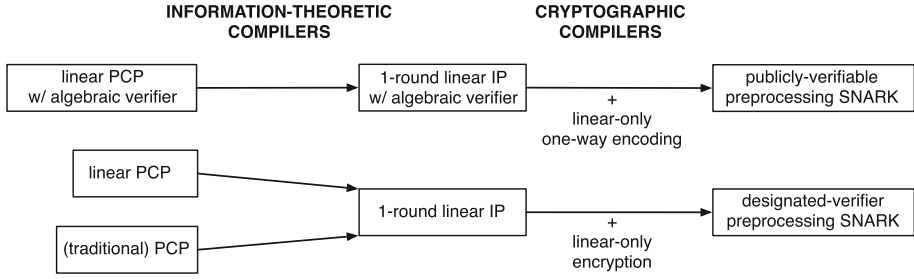 INFORMATION-THEORETIC
COMPILERS
CRYPTOGRAPHIC
COMPILERS
linear PCP
w/ algebraic verifier
1-round linear IP
w/ algebraic verifier
+
linear-only
one-way encoding
publicly-verifiable
preprocessing SNARK
linear PCP
(traditional) PCP
1-round linear IP
+
linear-only
encryption
designated-verifier
preprocessing SNARK